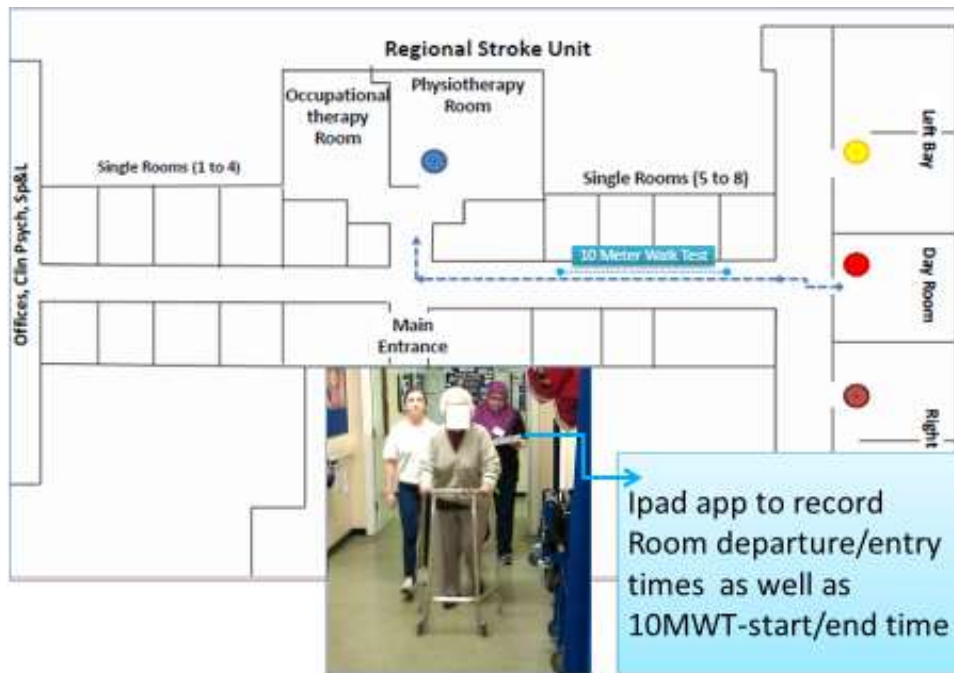 Regional Stroke Unit
Occupational
therapy
Room
Physiotherapy
Room
Single Rooms (1 to 4)
Single Rooms (5 to 8)
Offices, Clin Psych, Sp&L
Left Bay
10 Meter Walk Test
Day Room
Main
Entrance
Right
Ipad app to record
Room departure/entry
times as well as
10MWT-start/end time